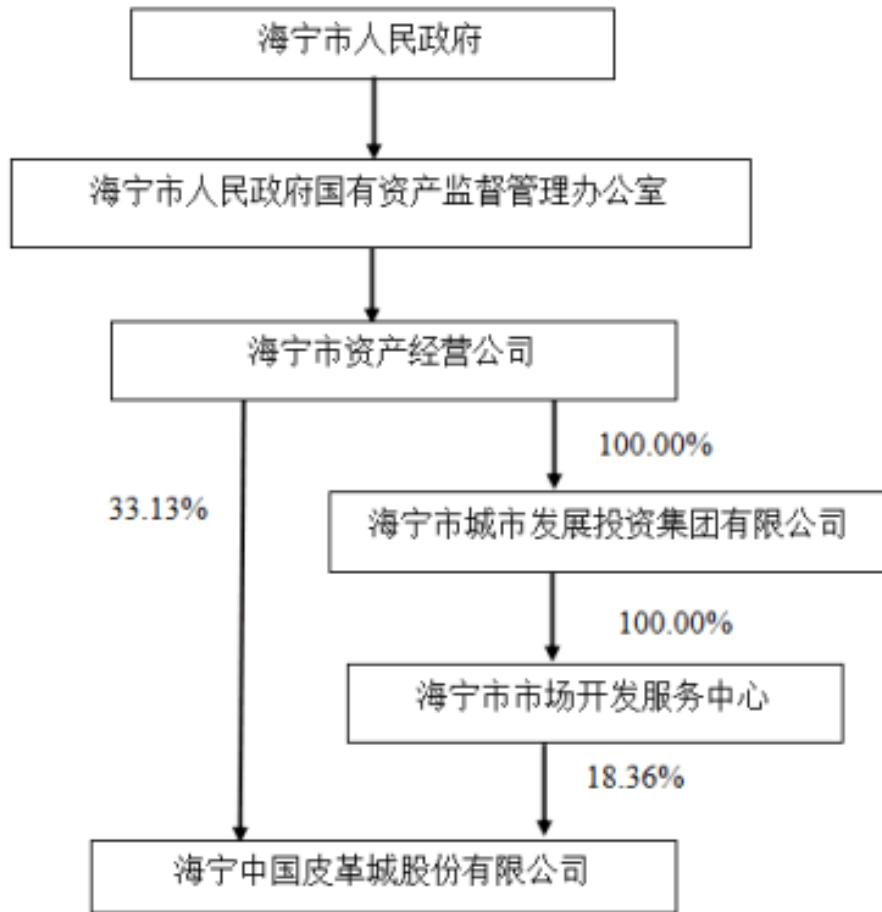 海宁市人民政府
海宁市人民政府国有资产监督管理办公室
海宁市资产经营公司
100.00%
33.13%
海宁市城市发展投资集团有限公司
100.00%
海宁市市场开发服务中心
18.36%
海宁中国皮革城股份有限公司